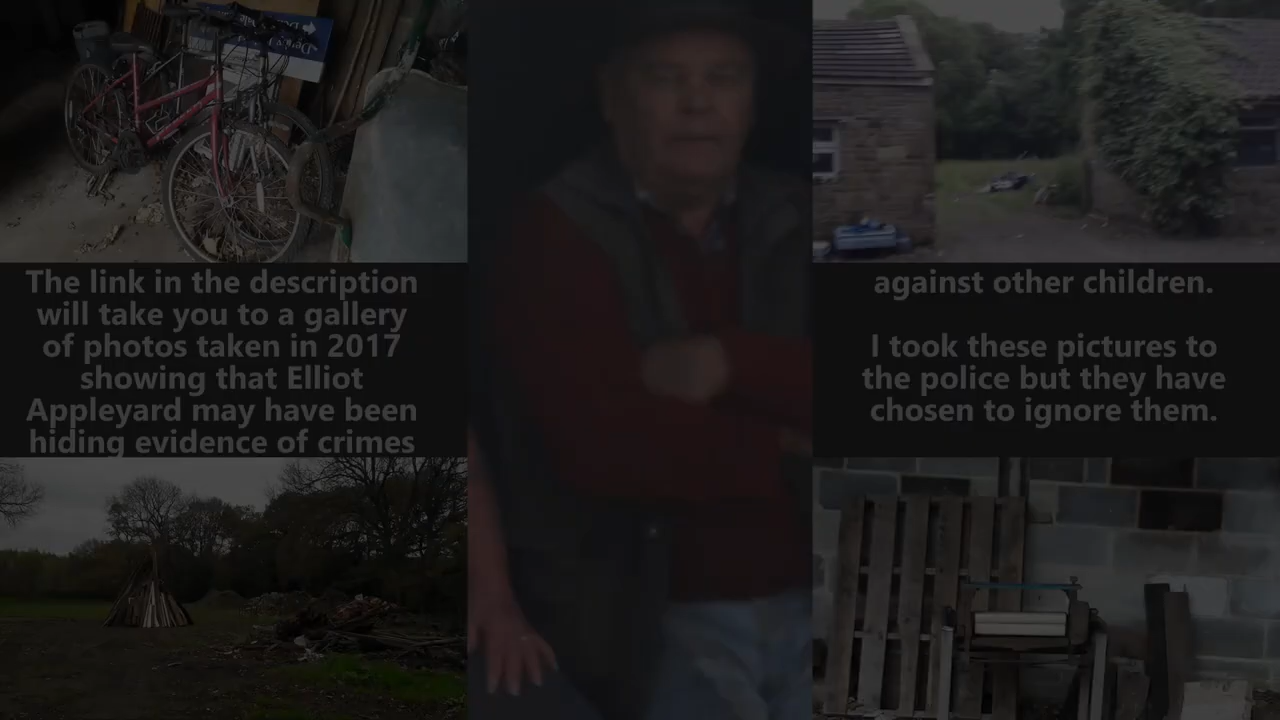 The link in the description
will take you to a gallery
of photos taken in 2017
showing that Elliot
Appleyard may have been
hiding evidence of crimes
against other children.
I took these pictures to
the police but they have
chosen to ignore them.